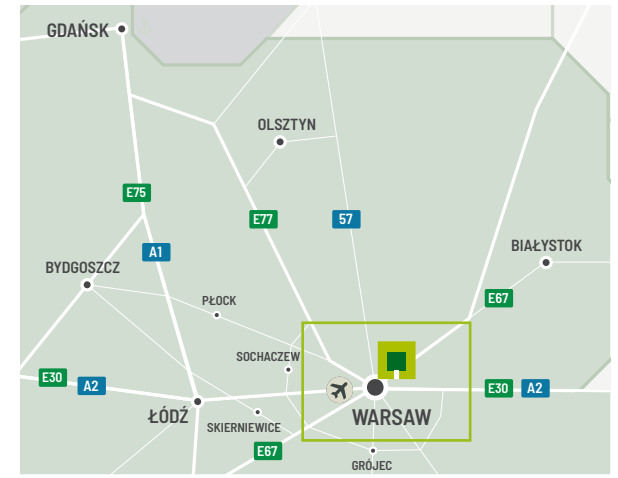 GDAŃSK
OLSZTYN
E75
E77
57
A1
BIAŁYSTOK
BYDGOSZCZ
PŁOCK
E67
SOCHACZEW
E30
A2
E30
A2
ŁÓDŹ
SKIERNIEWICE
WARSAW
E67
GRÓJEC